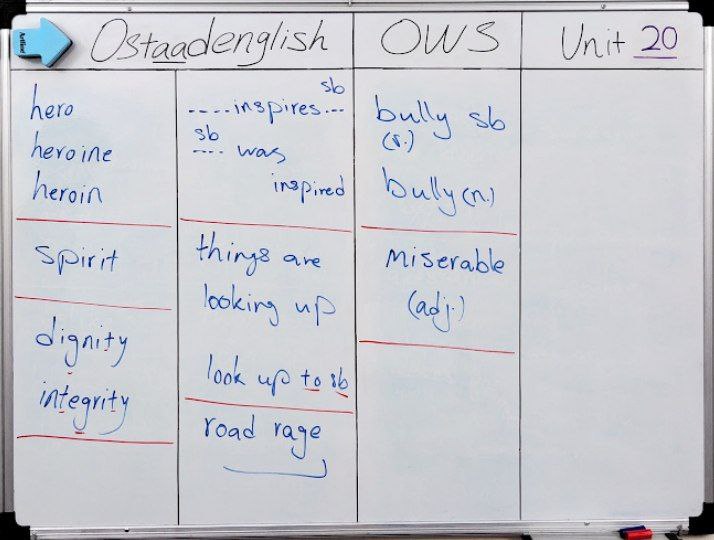 Ostaadenglish
OWS
Unit 20
hero
heroine
heroin
spirit
dignity
integrity
sb
----inspires---
sb
---- was
inspired
things are
looking up
look up to sb
road rage
bully sb
(v.)
bully (n.)
Miserable
(adj.)